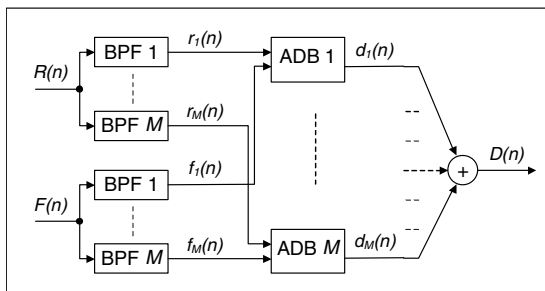 r1(n)
BPF 1
ADB 1
d1(n)
R(n)
BPF M
rM(n)
D(n)
BPF 1
f1(n)
+
F(n)
BPF M
fM(n)
ADB M
dM(n)